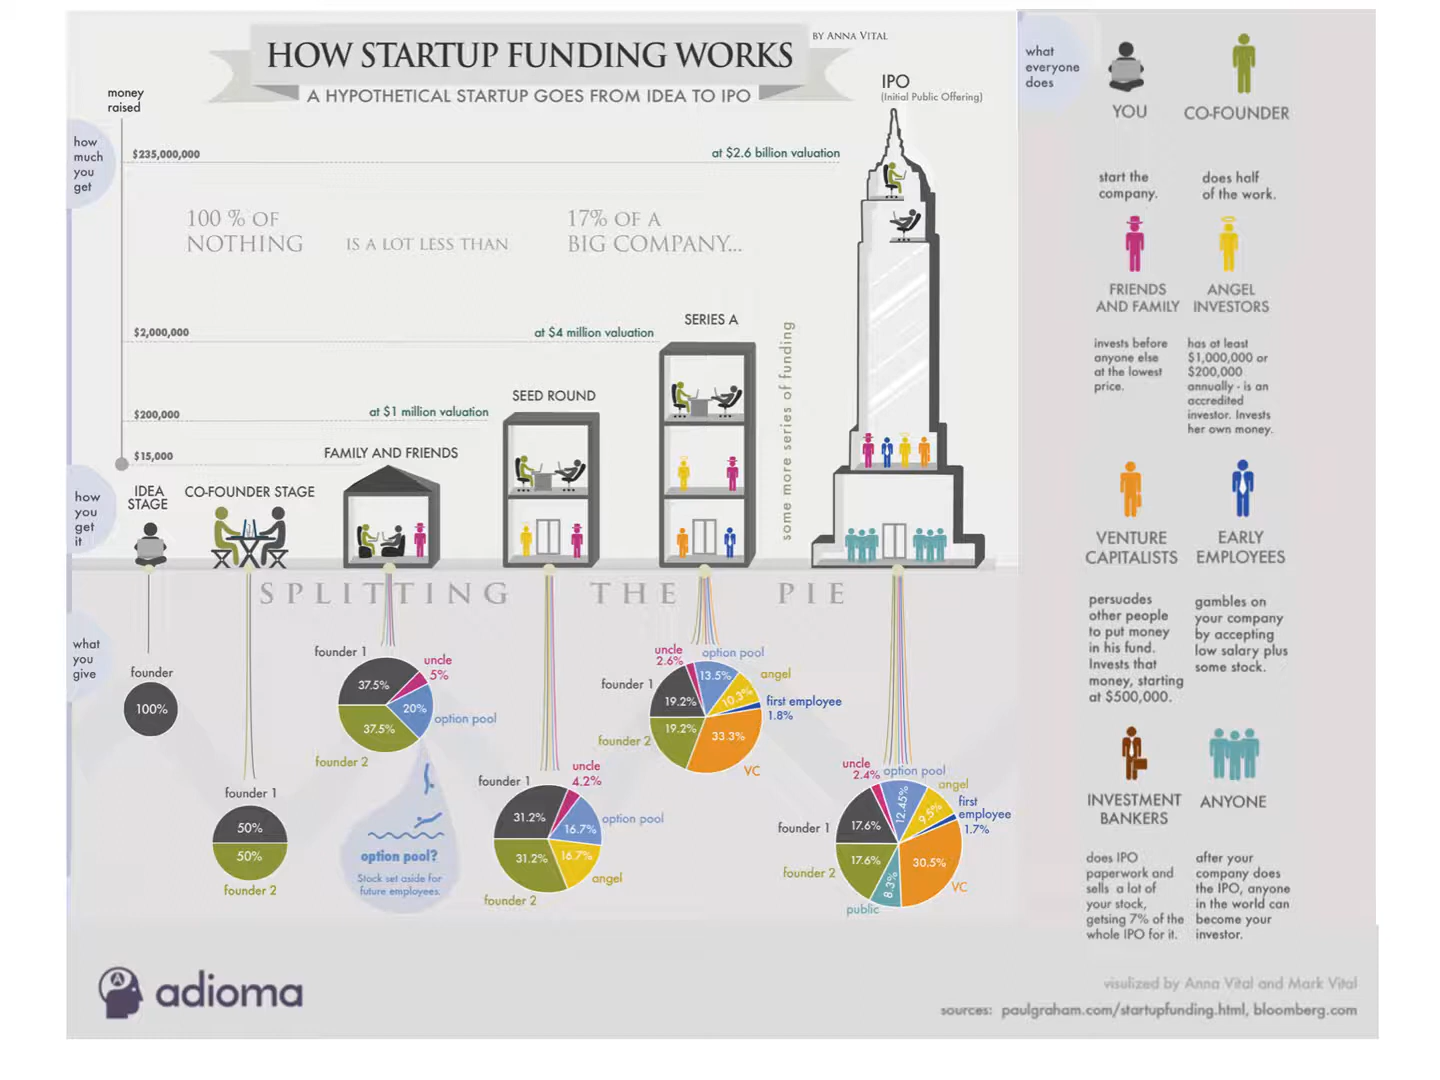 HOW STARTUP FUNDING WORKS
BY ANNA VITAL
A HYPOTHETICAL STARTUP GOES FROM IDEA TO IPO
money
raised
how
much
you
get
$235,000,000
at $2.6 billion valuation
IPO
(Initial Public Offering)
100 % OF
NOTHING
IS A LOT LESS THAN
17% OF A
BIG COMPANY...
$2,000,000
at $4 million valuation
SERIES A
$200,000
at $1 million valuation
SEED ROUND
$15,000
FAMILY AND FRIENDS
some more series of funding
how
you
get
it
IDEA
STAGE
CO-FOUNDER STAGE
SPLITTING THE PIE
what
you
give
founder
100%
founder 1
50%
50%
founder 2
founder 1
uncle
5%
37.5%
20%
37.5%
option pool
founder 2
option pool?
Stock set aside for
future employees.
founder 1
uncle
4.2%
31.2%
option pool
16.7%
31.2%
16.7%
angel
founder 2
uncle
2.6%
option pool
13.5%
angel
founder 1
10.3%
19.2%
first employee
1.8%
19.2%
33.3%
founder 2
VC
uncle
2.4%
option pool
12.45%
angel
9.5%
first
employee
1.7%
founder 1
17.6%
17.6%
30.5%
founder 2
8.3%
VC
public
what
everyone
does
YOU
start the
company.
CO-FOUNDER
does half
of the work.
FRIENDS
AND FAMILY
invests before
anyone else
at the lowest
price.
ANGEL
INVESTORS
has at least
$1,000,000 or
$200,000
annually - is an
accredited
investor. Invests
her own money.
VENTURE
CAPITALISTS
persuades
other people
to put money
in his fund.
Invests that
money, starting
at $500,000.
EARLY
EMPLOYEES
gambles on
your company
by accepting
low salary plus
some stock.
INVESTMENT
BANKERS
does IPO
paperwork and
sells a lot of
your stock,
getsing 7% of the
whole IPO for it.
ANYONE
after your
company does
the IPO, anyone
in the world can
become your
investor.
A
adioma
visulized by Anna Vital and Mark Vital
sources: paulgraham.com/startupfunding.html, bloomberg.com